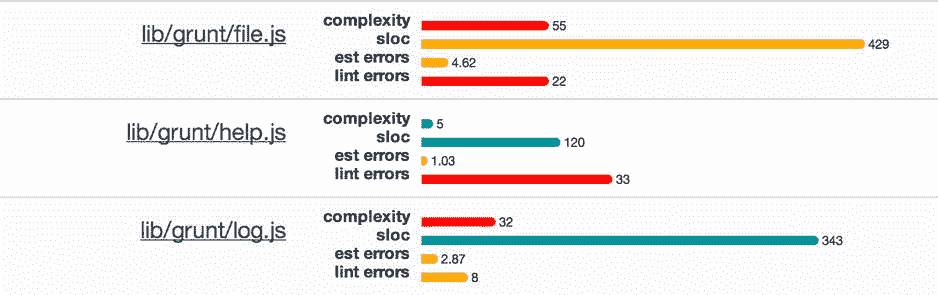 lib/grunt/file.js
complexity 55
sloc 429
est errors 4.62
lint errors 22
lib/grunt/help.js
complexity 5
sloc 120
est errors 1.03
lint errors 33
lib/grunt/log.js
complexity 32
sloc 343
est errors 2.87
lint errors 8